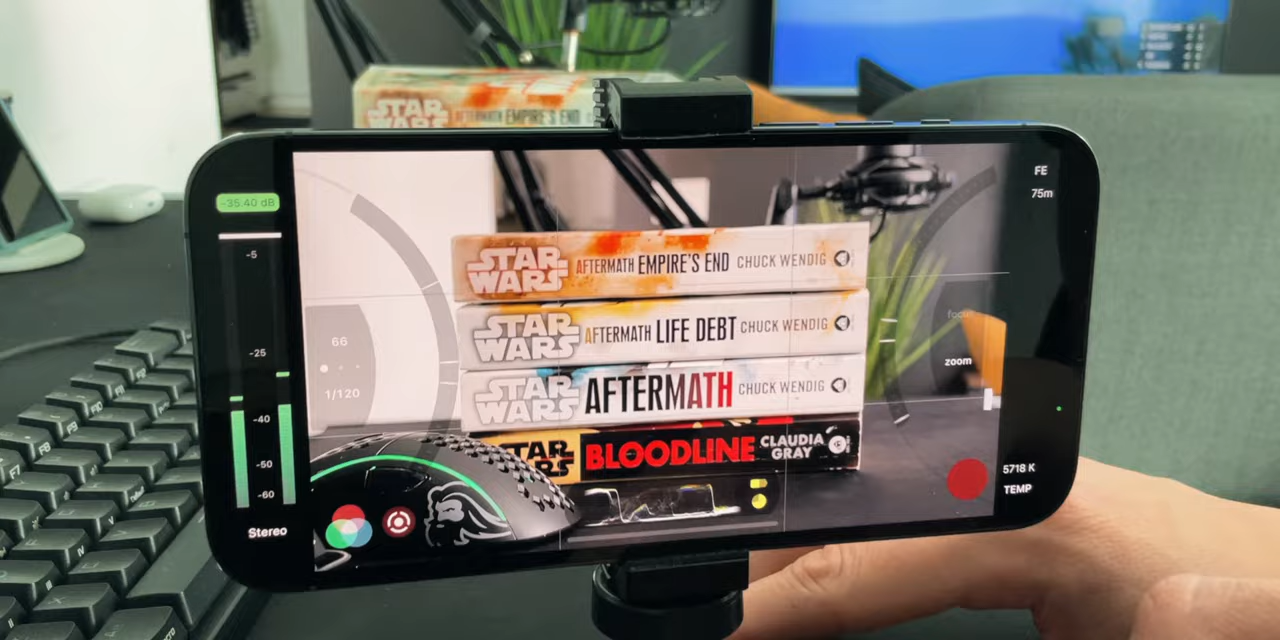 STAR WARS AFTERMATH EMPIRE'S END
-35.40 dB
-5
-25
-40
-50
-60
Stereo
66
1/120
STAR WARS AFTERMATH EMPIRE'S END CHUCK WENDIG
STAR WARS AFTERMATH LIFE DEBT CHUCK WENDIG
STAR WARS AFTERMATH CHUCK WENDIG
STAR WARS BLOODLINE CLAUDIA GRAY
FE
75m
focus
zoom
5718 K
TEMP